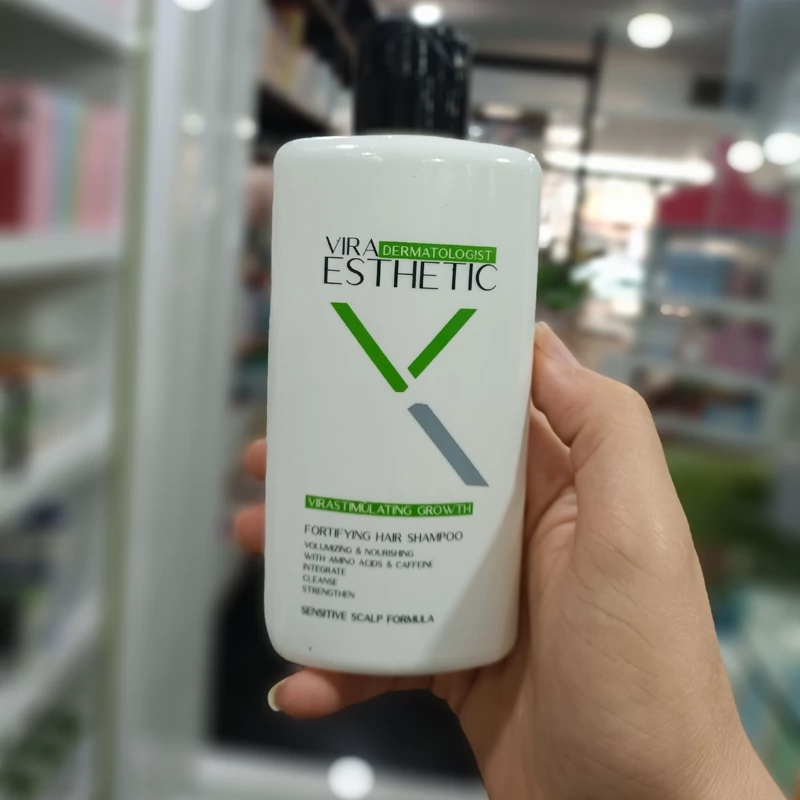 VIRA DERMATOLOGIST
ESTHETIC
VIRASTIMULATING GROWTH
FORTIFYING HAIR SHAMPOO
VOLUMIZING & NOURISHING
WITH AMINO ACIDS & CAFFEINE
INTEGRATE
CLEANSE
STRENGTHEN
SENSITIVE SCALP FORMULA